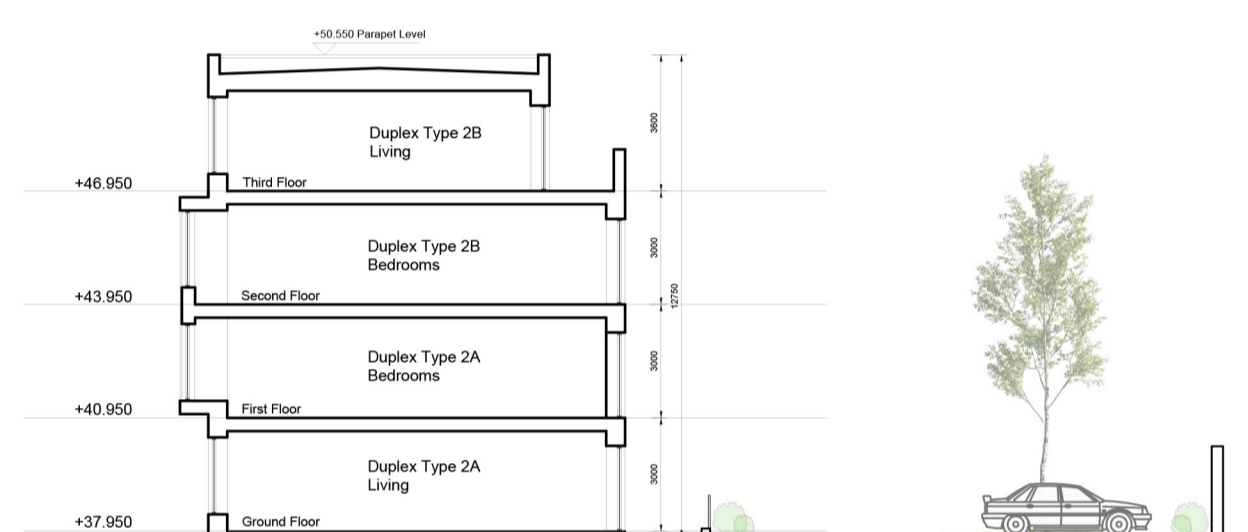 +50.550 Parapet Level
3600
Duplex Type 2B
Living
+46.950
Third Floor
3000
Duplex Type 2B
Bedrooms
+43.950
Second Floor
12750
3000
Duplex Type 2A
Bedrooms
+40.950
First Floor
3000
Duplex Type 2A
Living
+37.950
Ground Floor